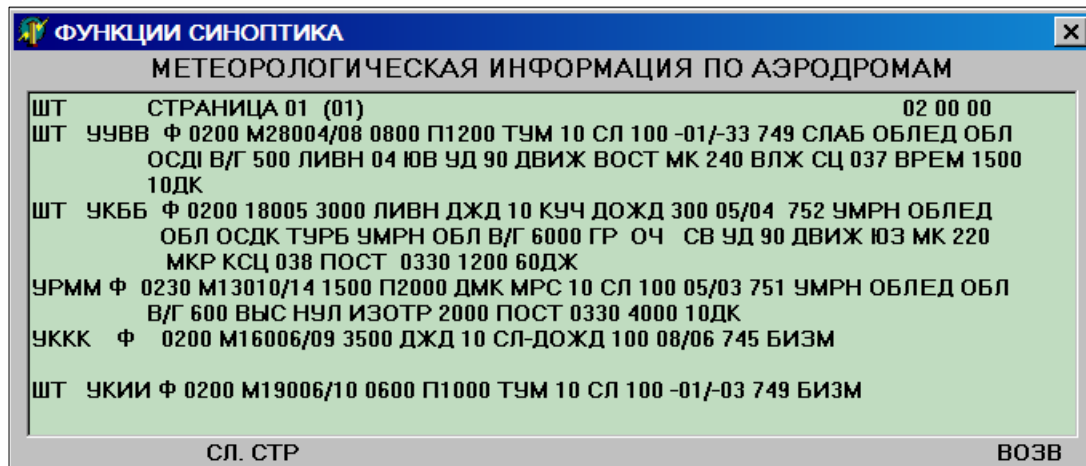 ФУНКЦИИ СИНОПТИКА
МЕТЕОРОЛОГИЧЕСКАЯ ИНФОРМАЦИЯ ПО АЭРОДРОМАМ
ШТ СТРАНИЦА 01 (01) 02 00 00
ШТ УУВВ Ф 0200 М28004/08 0800 П1200 ТУМ 10 СЛ 100 -01/-33 749 СЛАБ ОБЛЕД ОБЛ
ОСДІ В/Г 500 ЛИВН 04 ЮВ УД 90 ДВИЖ ВОСТ МК 240 ВЛЖ СЦ 037 ВРЕМ 1500
10ДК
ШТ УКББ Ф 0200 18005 3000 ЛИВН ДЖД 10 КУЧ ДОЖД 300 05/04 752 УМРН ОБЛЕД
ОБЛ ОСДК ТУРБ УМРН ОБЛ В/Г 6000 ГР ОЧ СВ УД 90 ДВИЖ ЮЗ МК 220
МКР КСЦ 038 ПОСТ 0330 1200 60ДЖ
УРММ Ф 0230 М13010/14 1500 П2000 ДМК МРС 10 СЛ 100 05/03 751 УМРН ОБЛЕД ОБЛ
В/Г 600 ВЫС НУЛ ИЗОТР 2000 ПОСТ 0330 4000 10ДК
УККК Ф 0200 М16006/09 3500 ДЖД 10 СЛ-ДОЖД 100 08/06 745 БИЗМ
ШТ УКИИ Ф 0200 М19006/10 0600 П1000 ТУМ 10 СЛ 100 -01/-03 749 БИЗМ
СЛ. СТР ВОЗВ